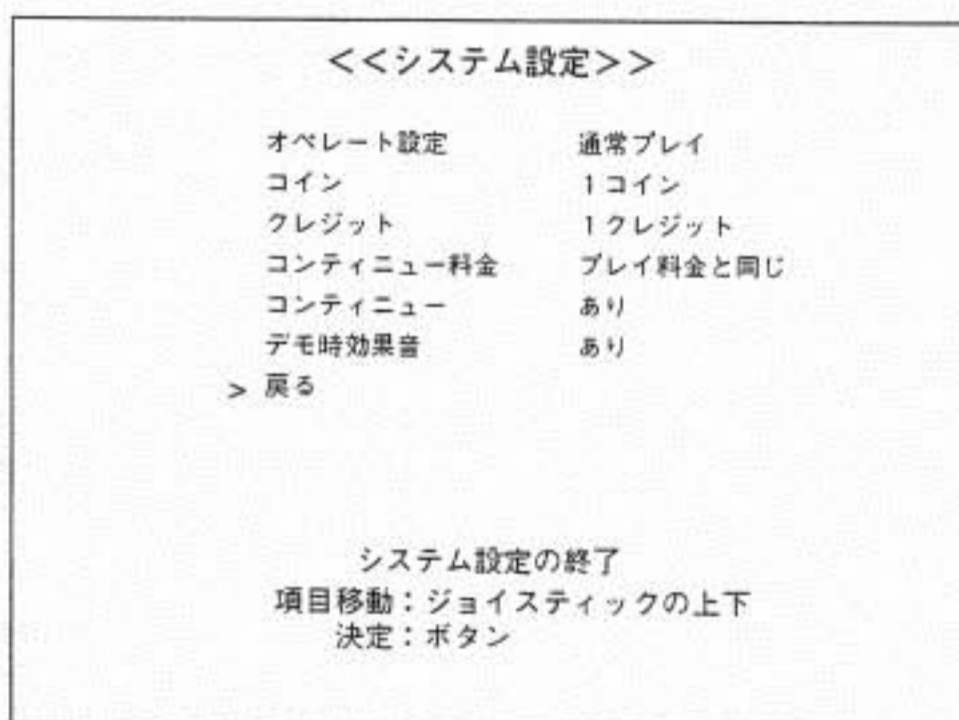 ＜＜システム設定＞＞
オペレート設定 通常プレイ
コイン 1コイン
クレジット 1クレジット
コンティニュー料金 プレイ料金と同じ
コンティニュー あり
デモ時効果音 あり
> 戻る
システム設定の終了
項目移動：ジョイスティックの上下
決定：ボタン